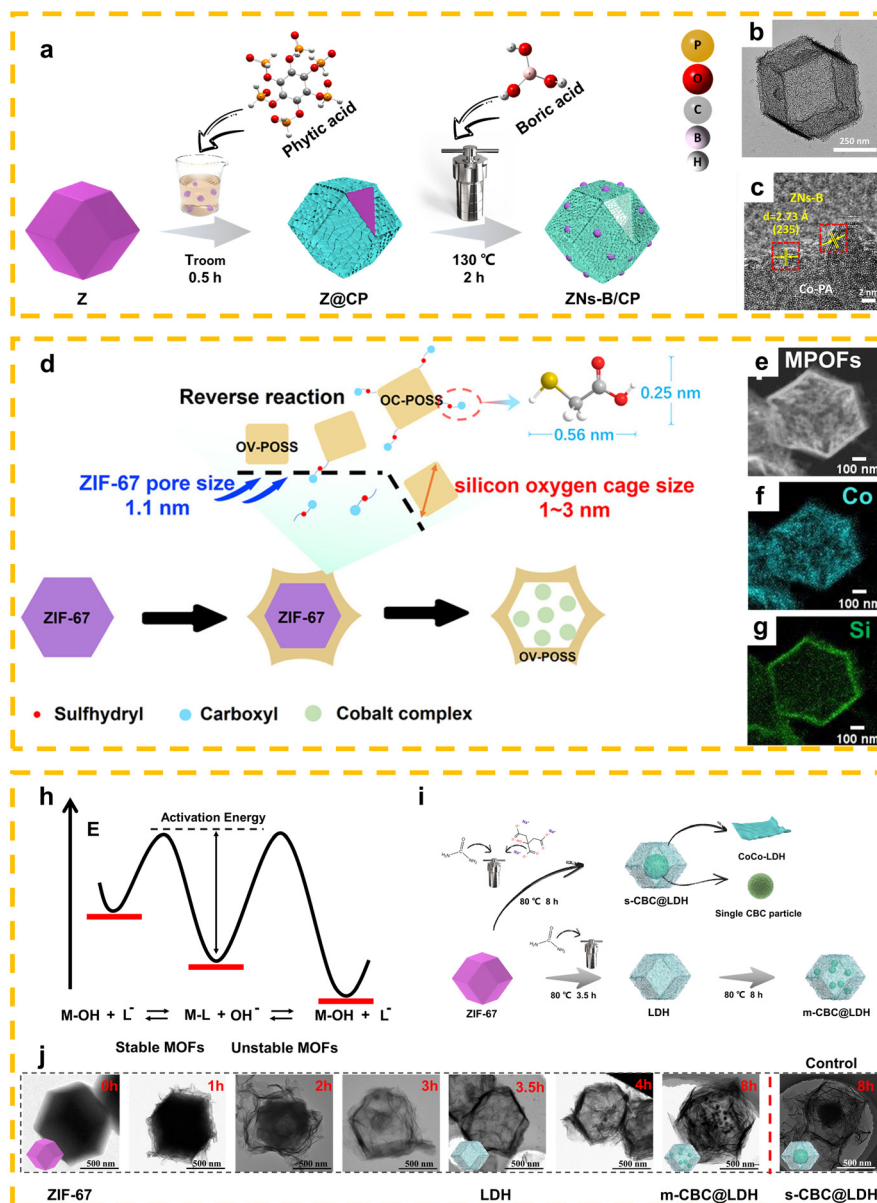 a
Phytic acid
Boric acid
Troom
0.5 h
130 ℃
2 h
Z
Z@CP
ZNs-B/CP
P
O
C
B
H
b
250 nm
c
ZNs-B
d=2.73 Å
(235)
Co-PA
2 nm
d
Reverse reaction
OV-POSS
OC-POSS
0.25 nm
0.56 nm
ZIF-67 pore size
1.1 nm
silicon oxygen cage size
1~3 nm
ZIF-67
ZIF-67
OV-POSS
Sulfhydryl
Carboxyl
Cobalt complex
e
MPOFs
100 nm
f
Co
100 nm
g
Si
100 nm
h
E
Activation Energy
M-OH + L⁻ ⇌ M-L + OH⁻ ⇌ M-OH + L⁻
Stable MOFs
Unstable MOFs
i
80 ℃ 8 h
s-CBC@LDH
CoCo-LDH
Single CBC particle
ZIF-67
80 ℃ 3.5 h
LDH
80 ℃ 8 h
m-CBC@LDH
j
0h
1h
2h
3h
3.5h
4h
8h
Control
8h
500 nm
500 nm
500 nm
500 nm
500 nm
500 nm
500 nm
500 nm
ZIF-67
LDH
m-CBC@LDH
s-CBC@LDH